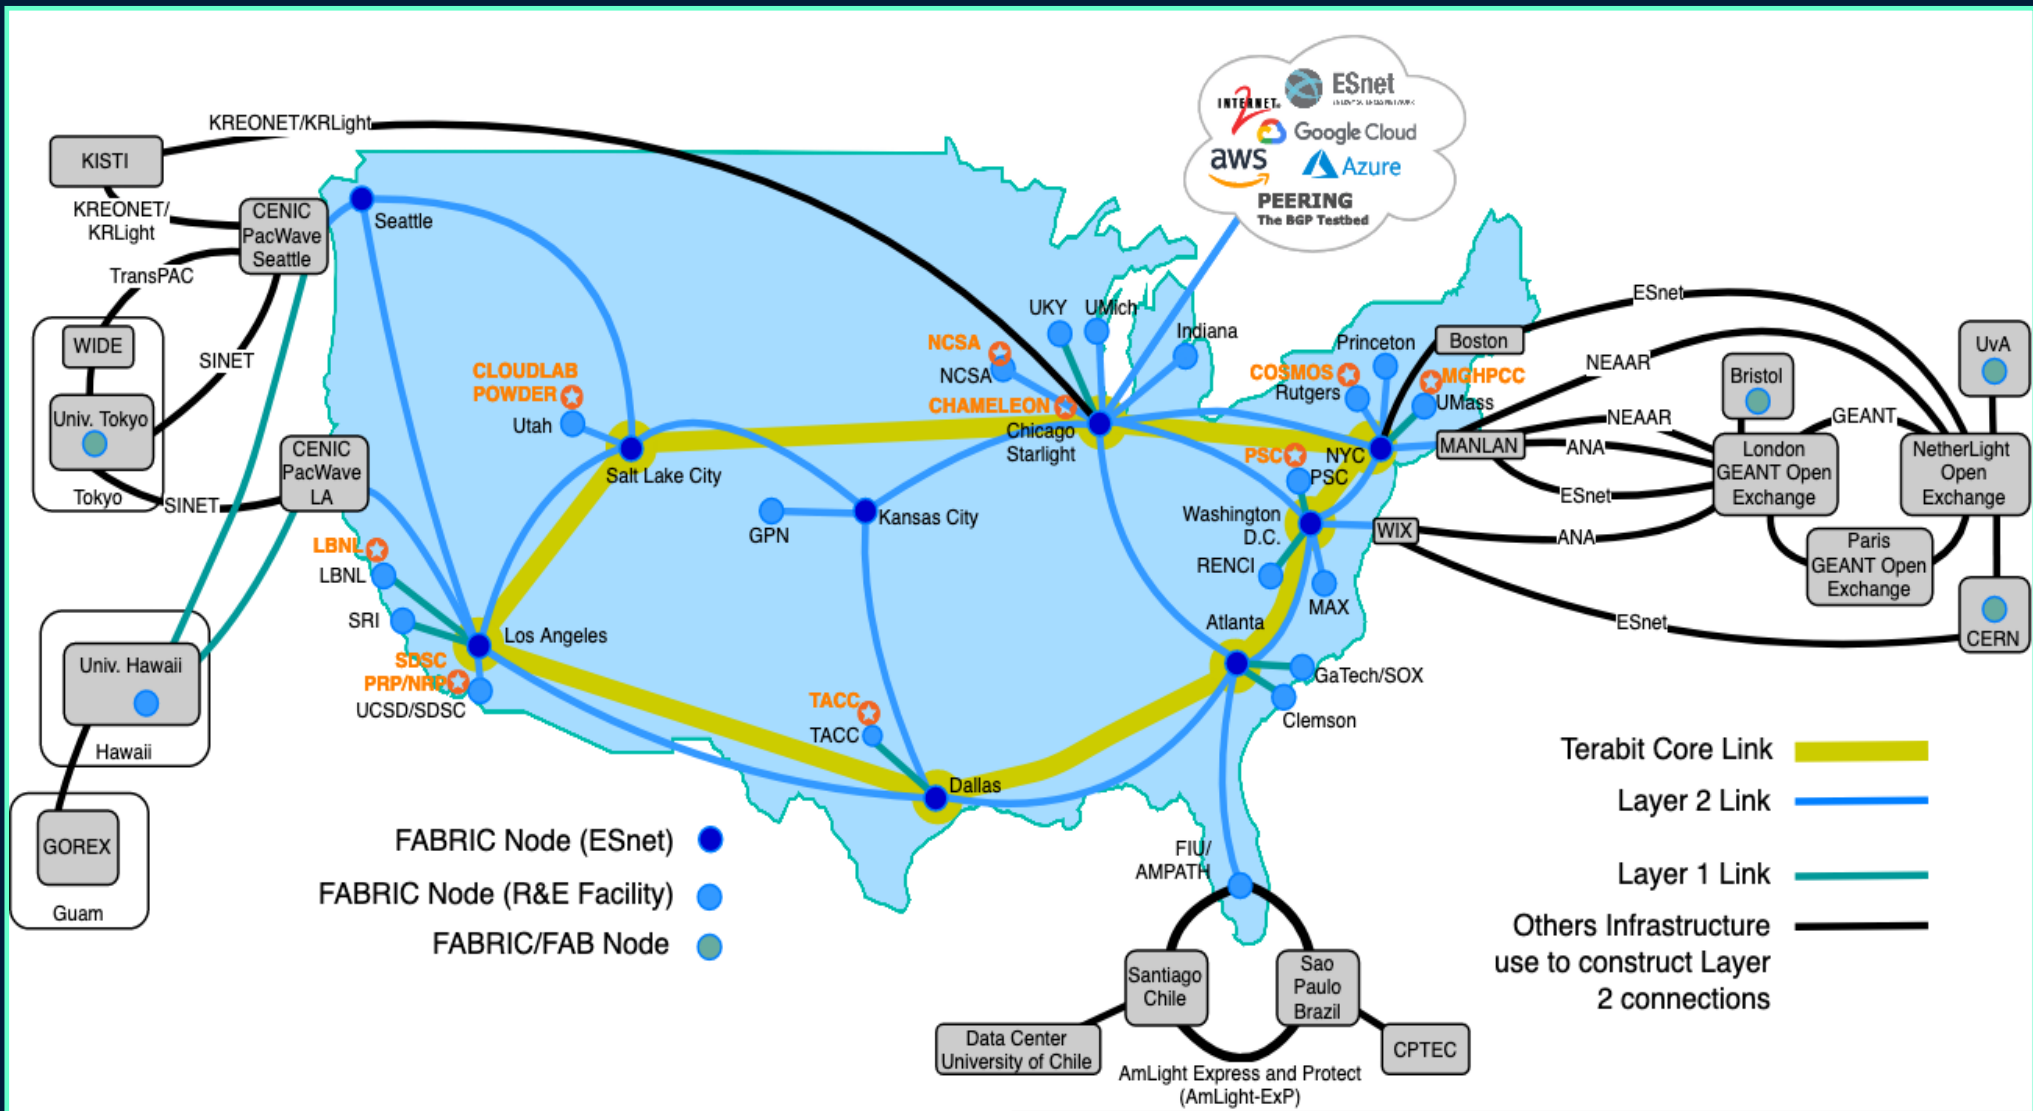 INTERNET
2
ESnet
Google Cloud
aws
Azure
PEERING
The BGP Testbed
KREONET/KRLight
KISTI
KREONET/
KRLight
CENIC
PacWave
Seattle
Seattle
TransPAC
WIDE
SINET
Univ. Tokyo
Tokyo
SINET
CENIC
PacWave
LA
CLOUDLAB
POWDER
Utah
Salt Lake City
LBNL
LBNL
SRI
Los Angeles
SDSC
PRP/NRP
UCSD/SDSC
Univ. Hawaii
Hawaii
GOREX
Guam
GPN
Kansas City
TACC
TACC
Dallas
UKY
UMich
Indiana
NCSA
NCSA
CHAMELEON
Chicago
Starlight
Princeton
COSMOS
Rutgers
MGHPCC
UMass
NYC
PSC
PSC
Washington
D.C.
RENCI
MAX
Atlanta
GaTech/SOX
Clemson
Boston
MANLAN
WIX
ESnet
NEAAR
NEAAR
ANA
ESnet
ANA
ESnet
Bristol
GEANT
London
GEANT Open
Exchange
UvA
NetherLight
Open
Exchange
Paris
GEANT Open
Exchange
CERN
FIU/
AMPATH
Santiago
Chile
Sao
Paulo
Brazil
Data Center
University of Chile
CPTEC
AmLight Express and Protect
(AmLight-ExP)
FABRIC Node (ESnet)
FABRIC Node (R&E Facility)
FABRIC/FAB Node
Terabit Core Link
Layer 2 Link
Layer 1 Link
Others Infrastructure
use to construct Layer
2 connections